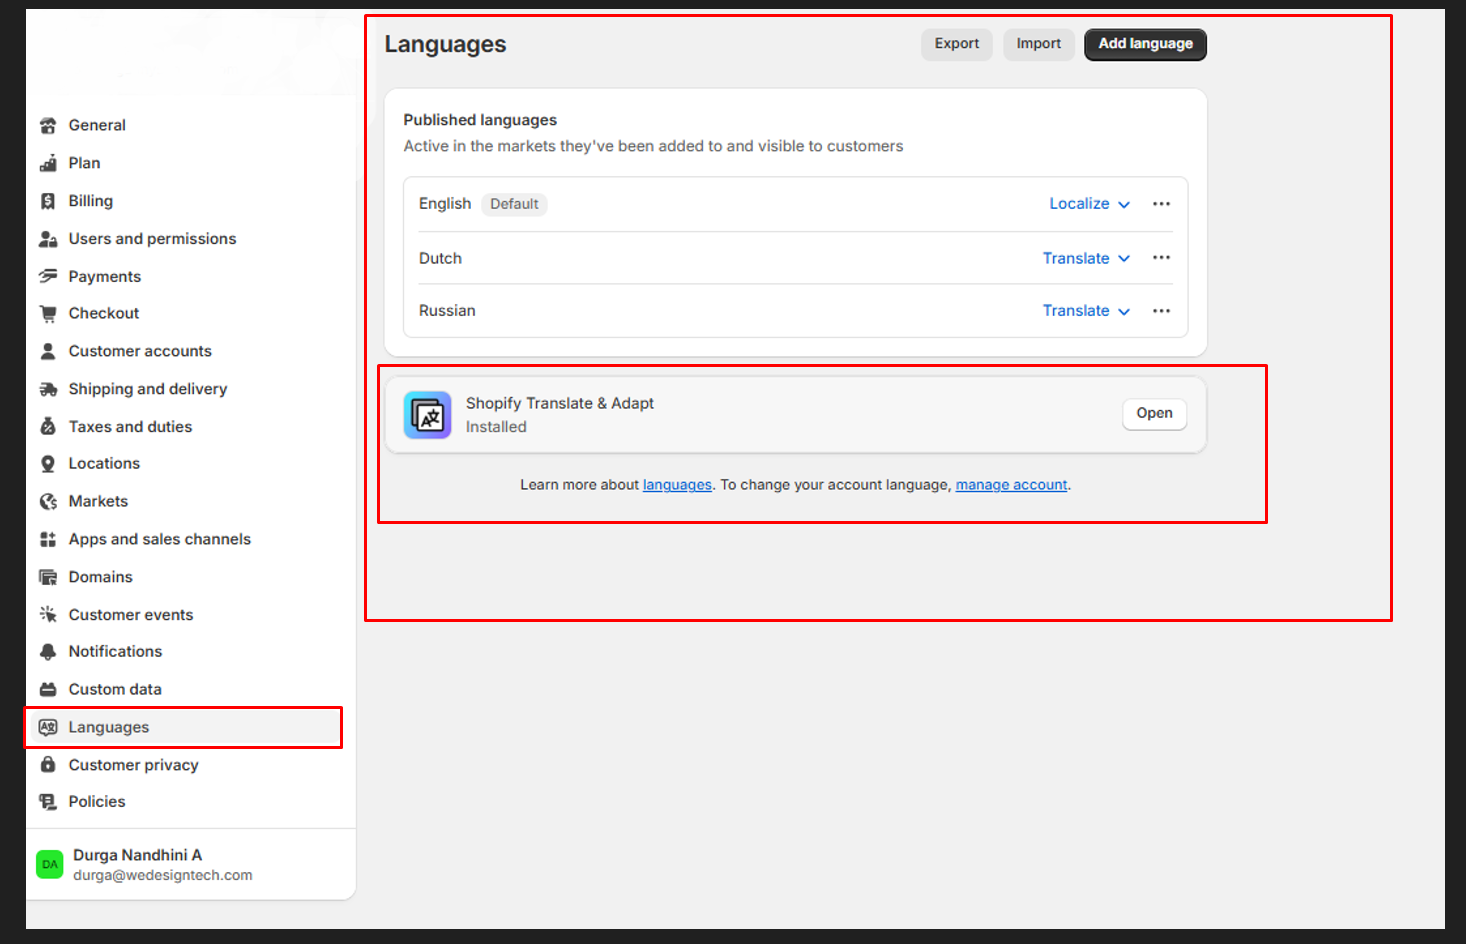 Languages
Export
Import
Add language
Published languages
Active in the markets they've been added to and visible to customers
English Default Localize
Dutch Translate
Russian Translate
Shopify Translate & Adapt
Installed
Open
Learn more about languages. To change your account language, manage account.
General
Plan
Billing
Users and permissions
Payments
Checkout
Customer accounts
Shipping and delivery
Taxes and duties
Locations
Markets
Apps and sales channels
Domains
Customer events
Notifications
Custom data
Languages
Customer privacy
Policies
DA
Durga Nandhini A
durga@wedesigntech.com